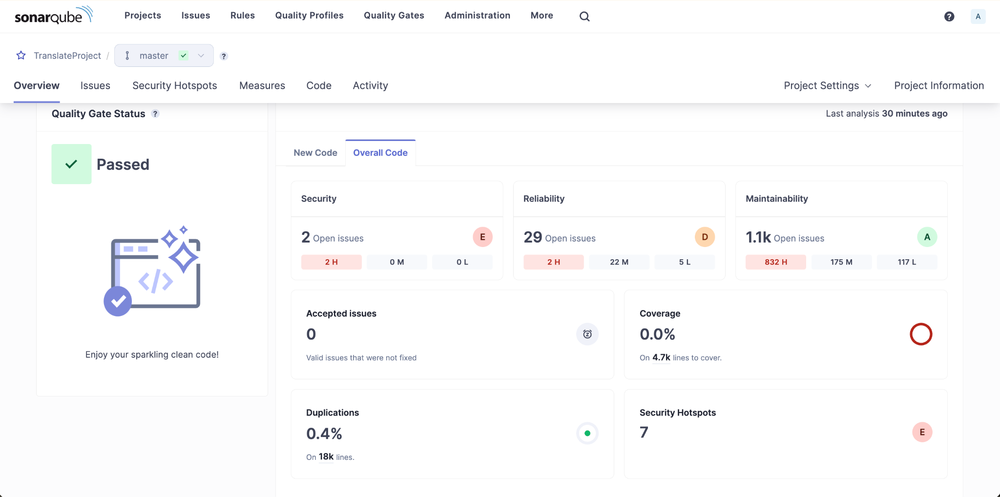 sonarqube Projects Issues Rules Quality Profiles Quality Gates Administration More ? A
TranslateProject / master ?
Overview Issues Security Hotspots Measures Code Activity Project Settings Project Information
Quality Gate Status ?
Last analysis 30 minutes ago
Passed
Enjoy your sparkling clean code!
New Code Overall Code
Security
2 Open issues E
2 H 0 M 0 L
Reliability
29 Open issues D
2 H 22 M 5 L
Maintainability
1.1k Open issues A
832 H 175 M 117 L
Accepted issues
0
Valid issues that were not fixed
Coverage
0.0%
On 4.7k lines to cover.
Duplications
0.4%
On 18k lines.
Security Hotspots
7 E